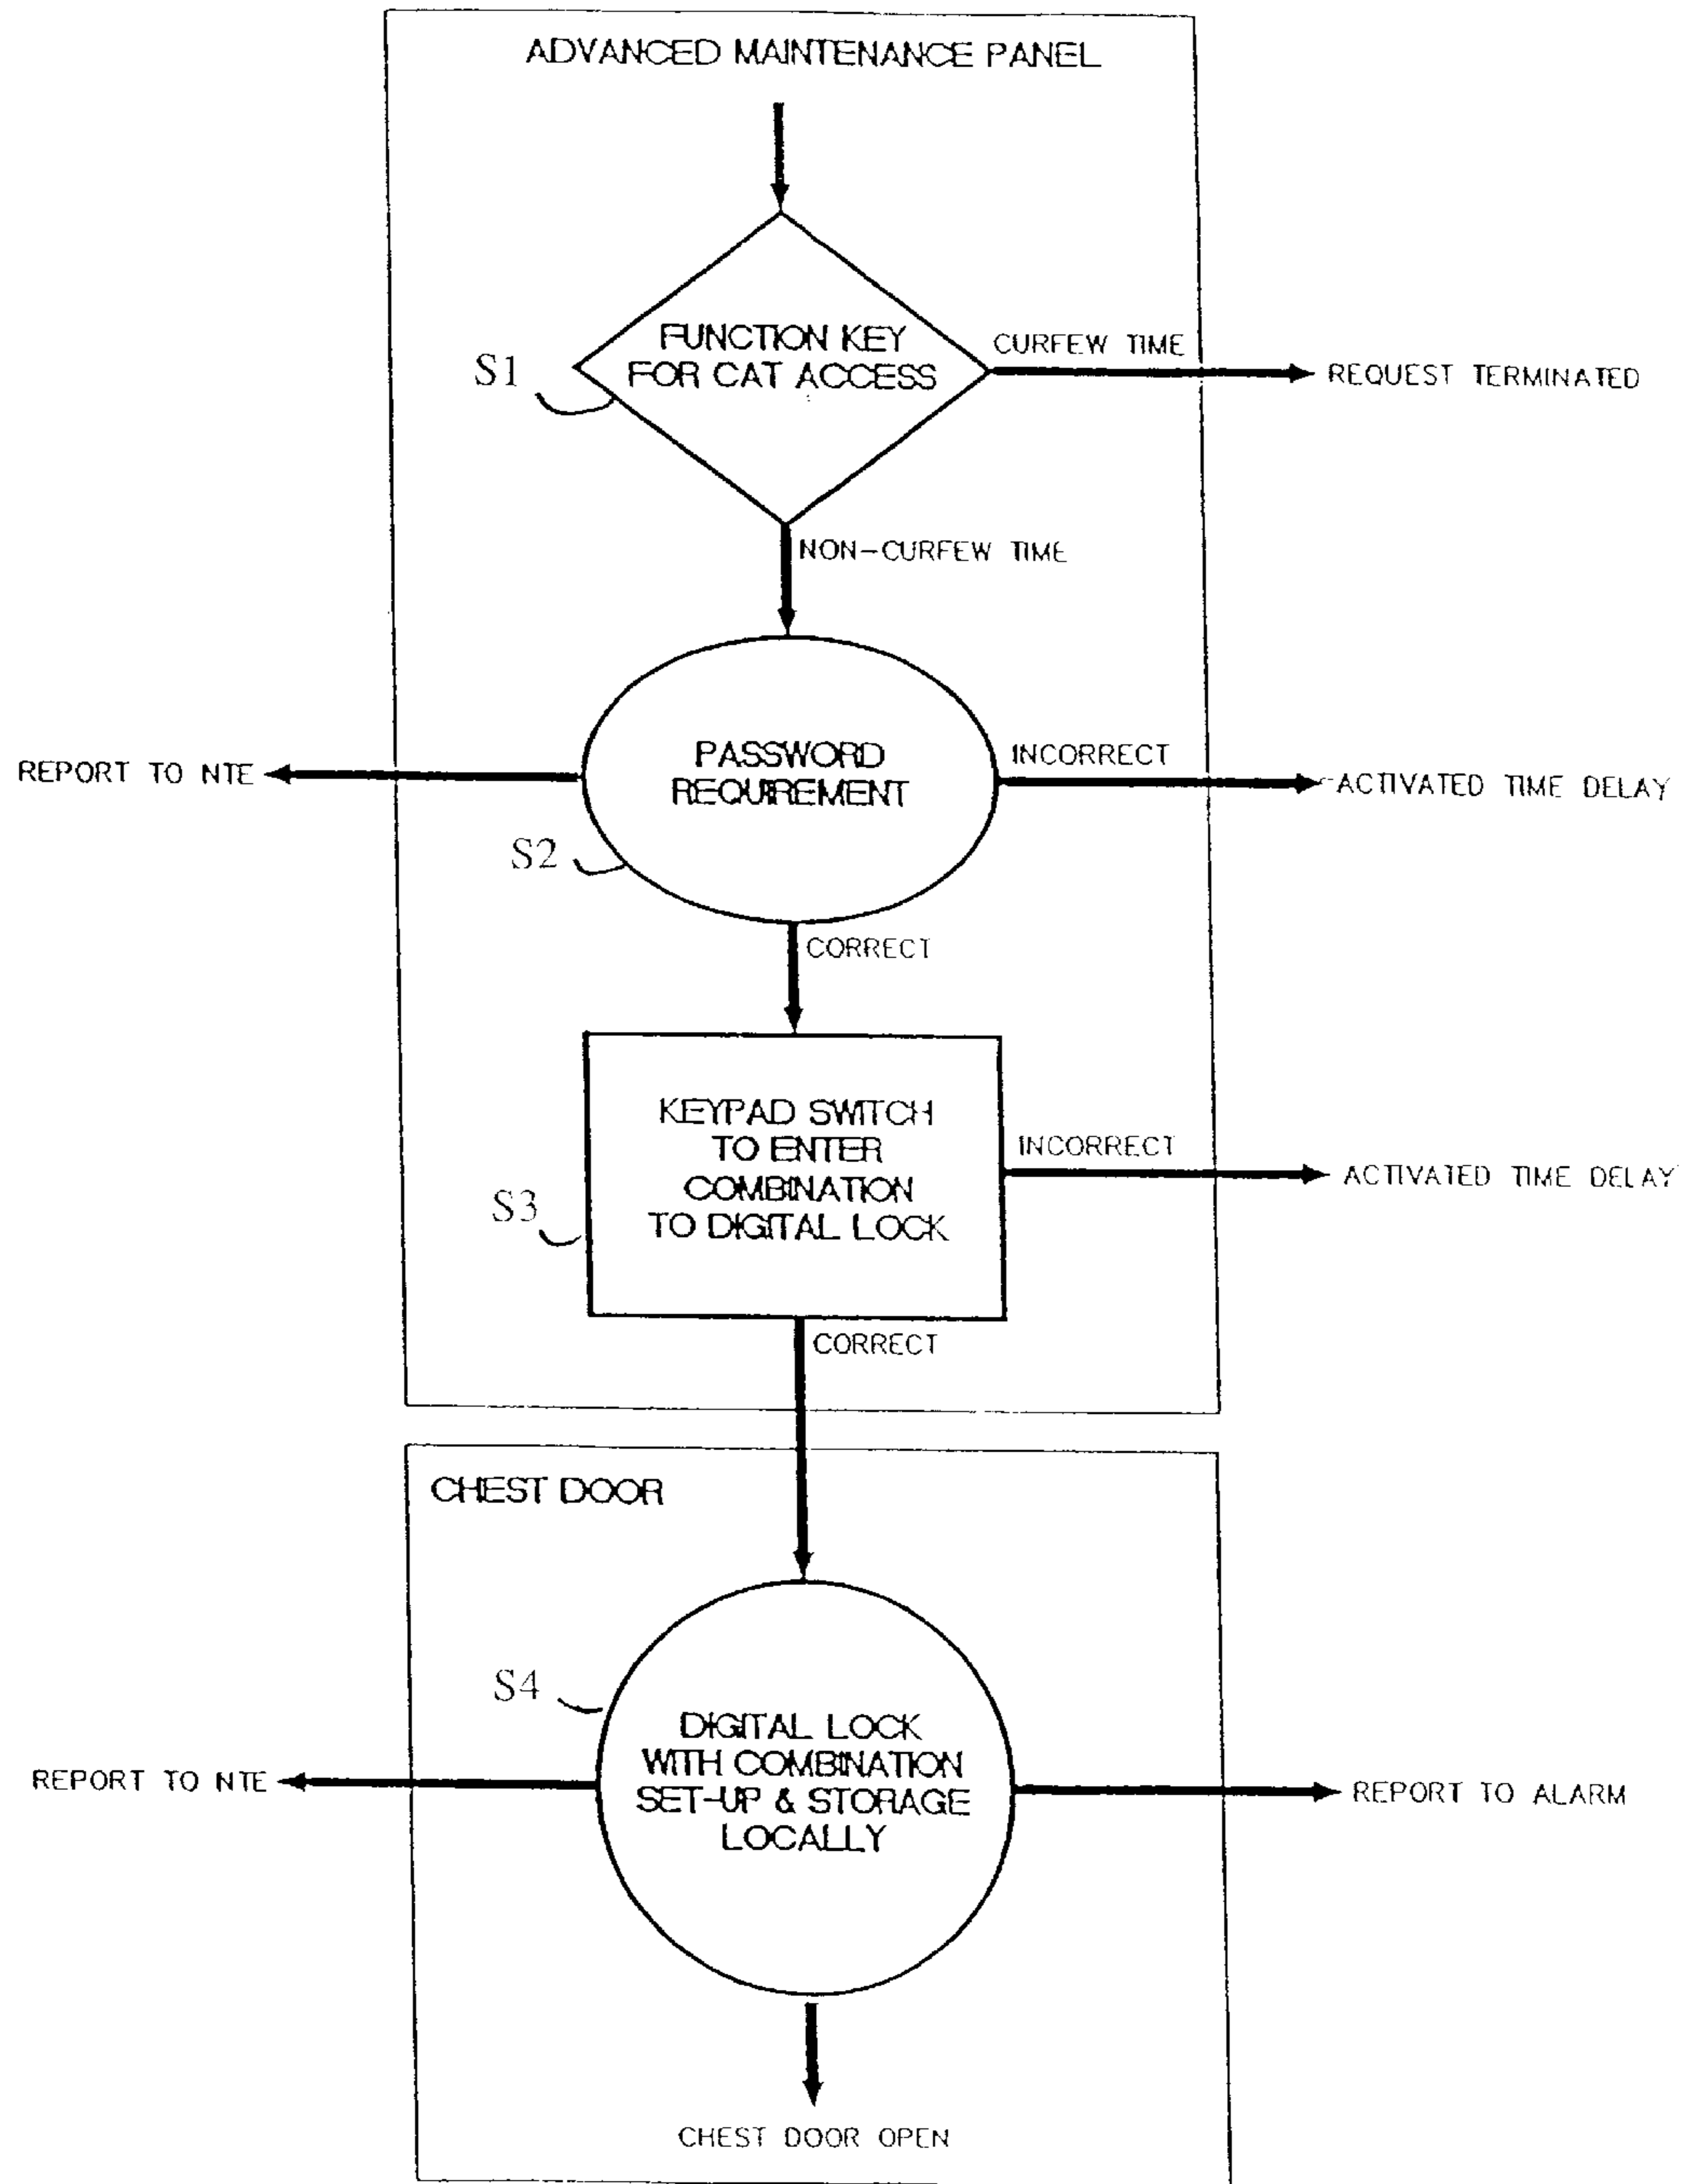 ADVANCED MAINTENANCE PANEL
FUNCTION KEY
FOR CAT ACCESS
S1
CURFEW TIME
REQUEST TERMINATED
NON-CURFEW TIME
PASSWORD
REQUIREMENT
REPORT TO NTE
INCORRECT
ACTIVATED TIME DELAY
S2
CORRECT
KEYPAD SWITCH
TO ENTER
COMBINATION
TO DIGITAL LOCK
INCORRECT
ACTIVATED TIME DELAY
S3
CORRECT
CHEST DOOR
S4
DIGITAL LOCK
WITH COMBINATION
SET-UP & STORAGE
LOCALLY
REPORT TO NTE
REPORT TO ALARM
CHEST DOOR OPEN